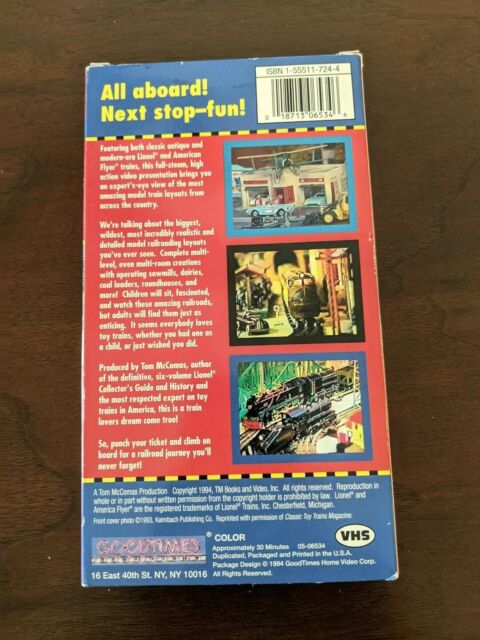 All aboard!
Next stop–fun!
ISBN 1-55511-724-4
0 18713 06534 6
Featuring both classic antique and
modern-era Lionel® and American
Flyer® trains, this full-steam, high
action video presentation brings you
an expert's-eye view of the most
amazing model train layouts from
across the country.
We're talking about the biggest,
wildest, most incredibly realistic and
detailed model railroading layouts
you've ever seen. Complete multi-
level, even multi-room creations
with operating sawmills, dairies,
coal loaders, roundhouses, and
more! Children will sit, fascinated,
and watch these amazing railroads,
but adults will find them just as
enticing. It seems everybody loves
toy trains, whether you had one as
a child, or just wished you did.
Produced by Tom McComas, author
of the definitive, six-volume Lionel®
Collector's Guide and History and
the most respected expert on toy
trains in America, this is a train
lovers dream come true!
So, punch your ticket and climb on
board for a railroad journey you'll
never forget!
A Tom McComas Production Copyright 1994, TM Books and Video, Inc. All rights reserved. Reproduction in
whole or in part without written permission from the copyright holder is prohibited by law. Lionel® and
America Flyer® are the registered trademarks of Lionel® Trains, Inc. Chesterfield, Michigan.
Front cover photo ©1993, Kalmbach Publishing Co. Reprinted with permission of Classic Toy Trains Magazine.
GOODTIMES
16 East 40th St. NY, NY 10016
COLOR
Approximately 30 Minutes 05-06534
Duplicated, Packaged and Printed in the U.S.A.
Package Design © 1994 GoodTimes Home Video Corp.
All Rights Reserved.
VHS